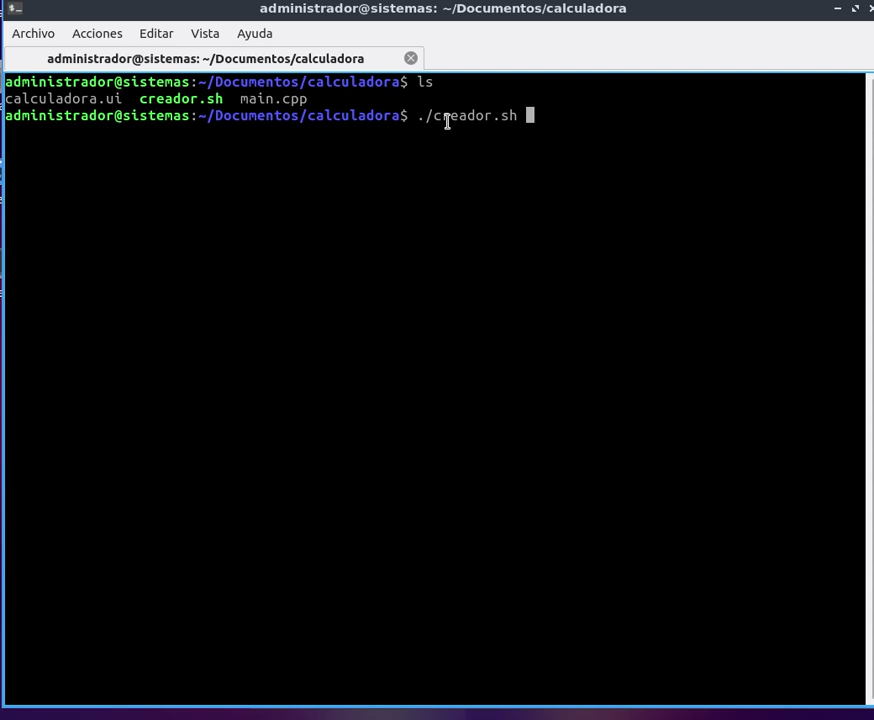 administrador@sistemas: ~/Documentos/calculadora
Archivo Acciones Editar Vista Ayuda
administrador@sistemas: ~/Documentos/calculadora
administrador@sistemas:~/Documentos/calculadora$ ls
calculadora.ui creador.sh main.cpp
administrador@sistemas:~/Documentos/calculadora$ ./creador.sh